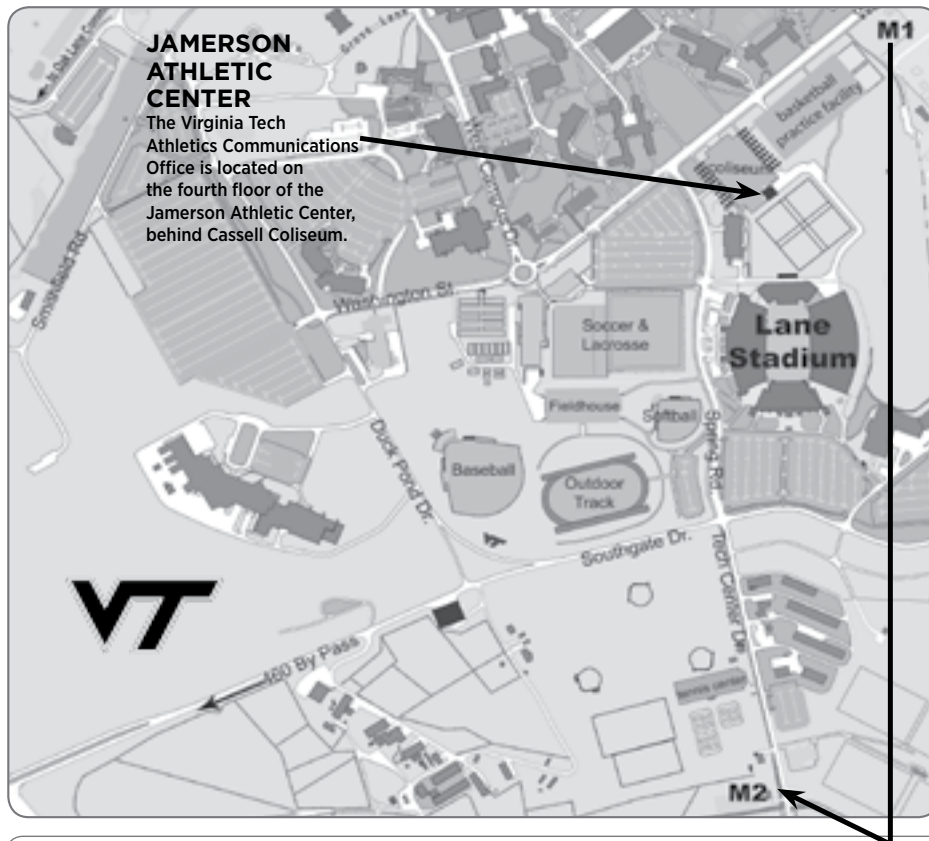 JAMERSON
ATHLETIC
CENTER
The Virginia Tech
Athletics Communications
Office is located on
the fourth floor of the
Jamerson Athletic Center,
behind Cassell Coliseum.
M1
basketball
practice facility
coliseum
Smithfield Rd
Washington St
Soccer &
Lacrosse
Lane
Stadium
Fieldhouse
Softball
Spring Rd
Duck Pond Dr.
Baseball
Outdoor
Track
VT
Southgate Dr.
Tech Center Dr.
VT
460 By Pass
tennis center
M2